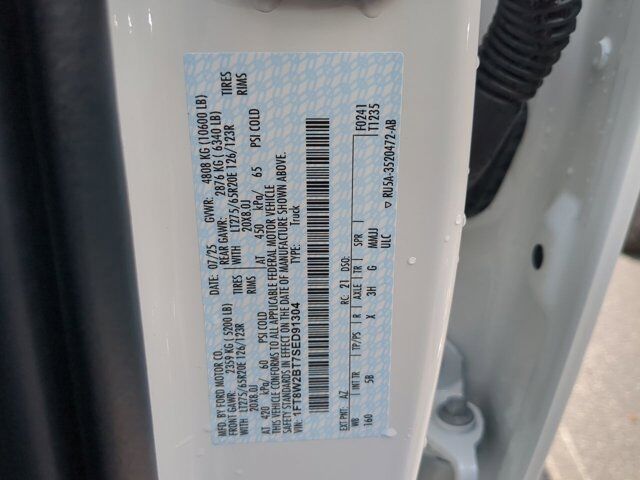 MFD. BY FORD MOTOR CO.
DATE: 07/25 GVWR: 4808 KG (10600 LB)
FRONT GAWR: 2359 KG ( 5200 LB) REAR GAWR: 2876 KG ( 6340 LB)
WITH LT275/65R20E 126/123R TIRES WITH LT275/65R20E 126/123R TIRES
20X8.0J RIMS 20X8.0J RIMS
AT 420 kPa/ 60 PSI COLD AT 450 kPa/ 65 PSI COLD
THIS VEHICLE CONFORMS TO ALL APPLICABLE FEDERAL MOTOR VEHICLE
SAFETY STANDARDS IN EFFECT ON THE DATE OF MANUFACTURE SHOWN ABOVE.
VIN: 1FT8W2BT7SED91304 TYPE: Truck
F0241
T1235
EXT PNT: AZ RC: 21 DSO:
WB INT TR TP/PS R AXLE TR SPR
160 5B X 3H G MMJJ
ULC ▽ RU5A-3520472-AB